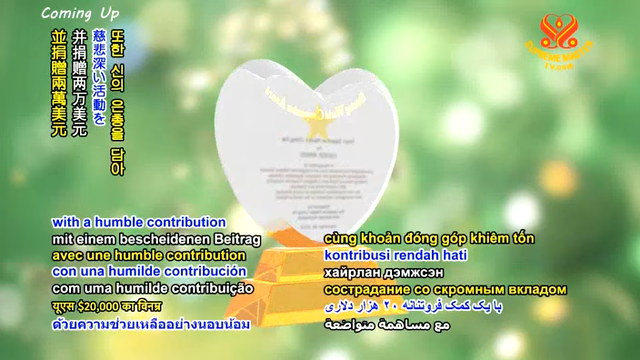 Coming Up
SUPREME MASTER
TV.com
또한 신의 은총을 담아
慈悲深い活動を
并捐赠两万美元
並捐贈兩萬美元
with a humble contribution
mit einem bescheidenen Beitrag
avec une humble contribution
con una humilde contribución
com uma humilde contribuição
यूएस $20,000 का विनम्र
ด้วยความช่วยเหลืออย่างนอบน้อม
cùng khoản đóng góp khiêm tốn
kontribusi rendah hati
хайрлан дэмжсэн
сострадание со скромным вкладом
با یک کمک فروتنانه ۲۰ هزار دلاری
مع مساهمة متواضعة